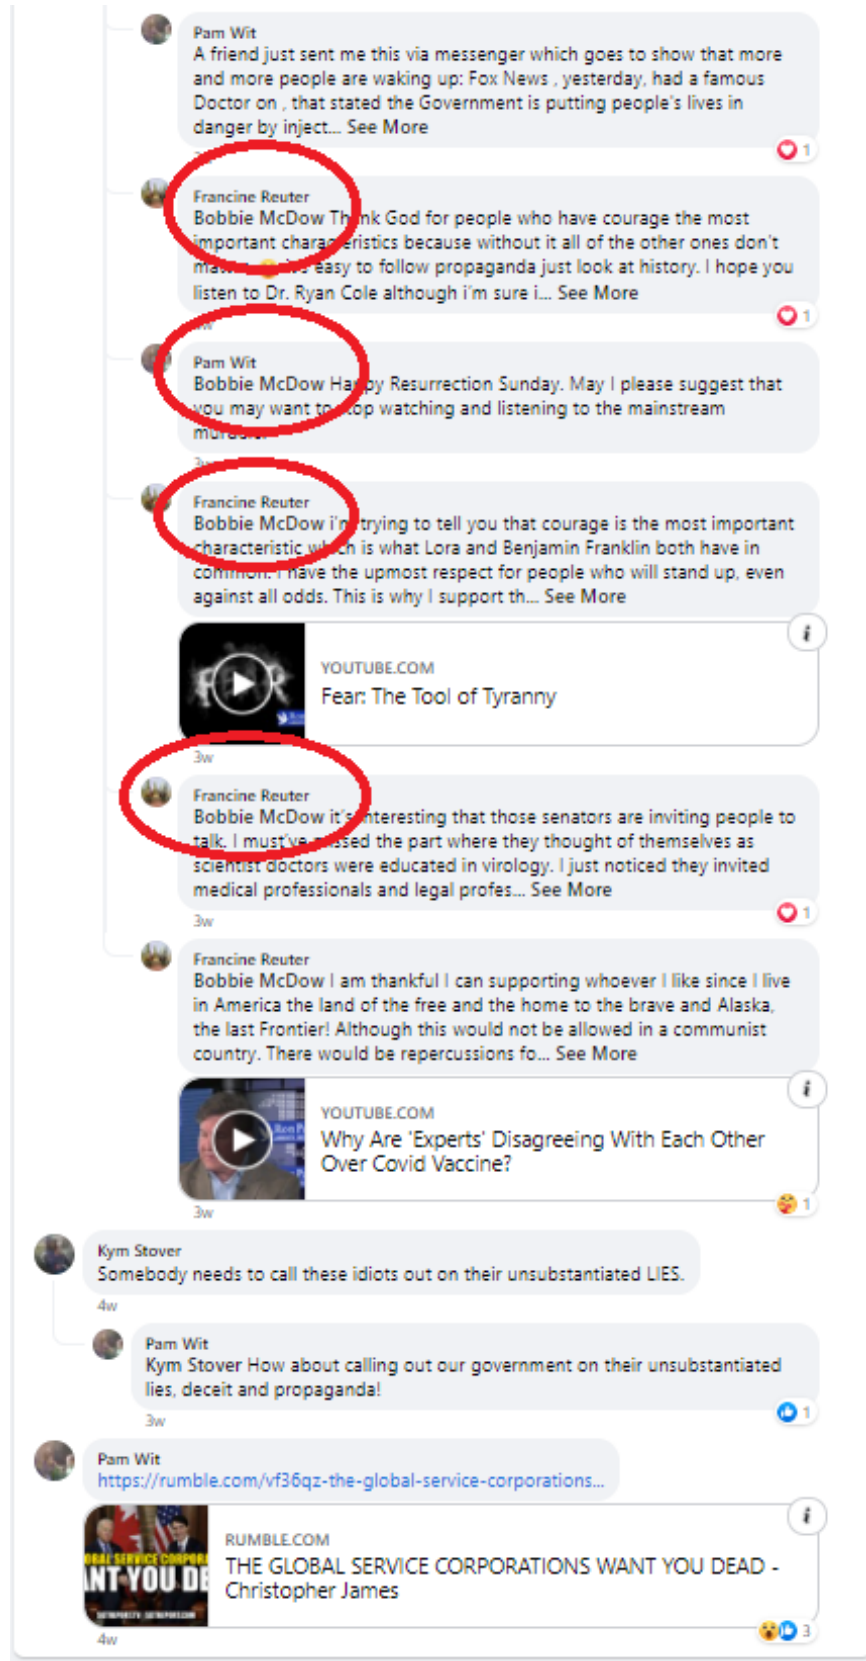 Pam Wit
A friend just sent me this via messenger which goes to show that more
and more people are waking up: Fox News , yesterday, had a famous
Doctor on , that stated the Government is putting people's lives in
danger by inject... See More
1
Francine Reuter
Bobbie McDow Thank God for people who have courage the most
important characteristics because without it all of the other ones don't
easy to follow propaganda just look at history. I hope you
listen to Dr. Ryan Cole although i'm sure i... See More
1
Pam Wit
Bobbie McDow Happy Resurrection Sunday. May I please suggest that
you may want to stop watching and listening to the mainstream
Francine Reuter
Bobbie McDow i'm trying to tell you that courage is the most important
characteristic which is what Lora and Benjamin Franklin both have in
common. I have the upmost respect for people who will stand up, even
against all odds. This is why I support th... See More
FEAR
YOUTUBE.COM
Fear: The Tool of Tyranny
3w
Francine Reuter
Bobbie McDow it's interesting that those senators are inviting people to
talk. I must've missed the part where they thought of themselves as
scientist doctors were educated in virology. I just noticed they invited
medical professionals and legal profes... See More
1
3w
Francine Reuter
Bobbie McDow I am thankful I can supporting whoever I like since I live
in America the land of the free and the home to the brave and Alaska,
the last Frontier! Although this would not be allowed in a communist
country. There would be repercussions fo... See More
YOUTUBE.COM
Why Are 'Experts' Disagreeing With Each Other
Over Covid Vaccine?
1
3w
Kym Stover
Somebody needs to call these idiots out on their unsubstantiated LIES.
4w
Pam Wit
Kym Stover How about calling out our government on their unsubstantiated
lies, deceit and propaganda!
1
3w
Pam Wit
https://rumble.com/vf36qz-the-global-service-corporations...
OBAL SERVICE CORPOR
ANT YOU DE
RUMBLE.COM
THE GLOBAL SERVICE CORPORATIONS WANT YOU DEAD -
Christopher James
3
4w